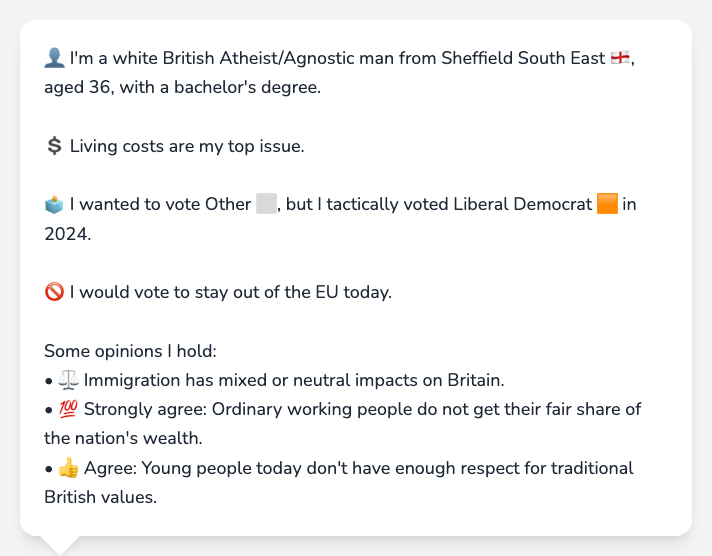 👤 I'm a white British Atheist/Agnostic man from Sheffield South East 🏴󠁧󠁢󠁥󠁮󠁧󠁿,
aged 36, with a bachelor's degree.
💲 Living costs are my top issue.
🗳️ I wanted to vote Other ⬜, but I tactically voted Liberal Democrat 🟧 in
2024.
🚫 I would vote to stay out of the EU today.
Some opinions I hold:
• ⚖️ Immigration has mixed or neutral impacts on Britain.
• 💯 Strongly agree: Ordinary working people do not get their fair share of
the nation's wealth.
• 👍 Agree: Young people today don't have enough respect for traditional
British values.